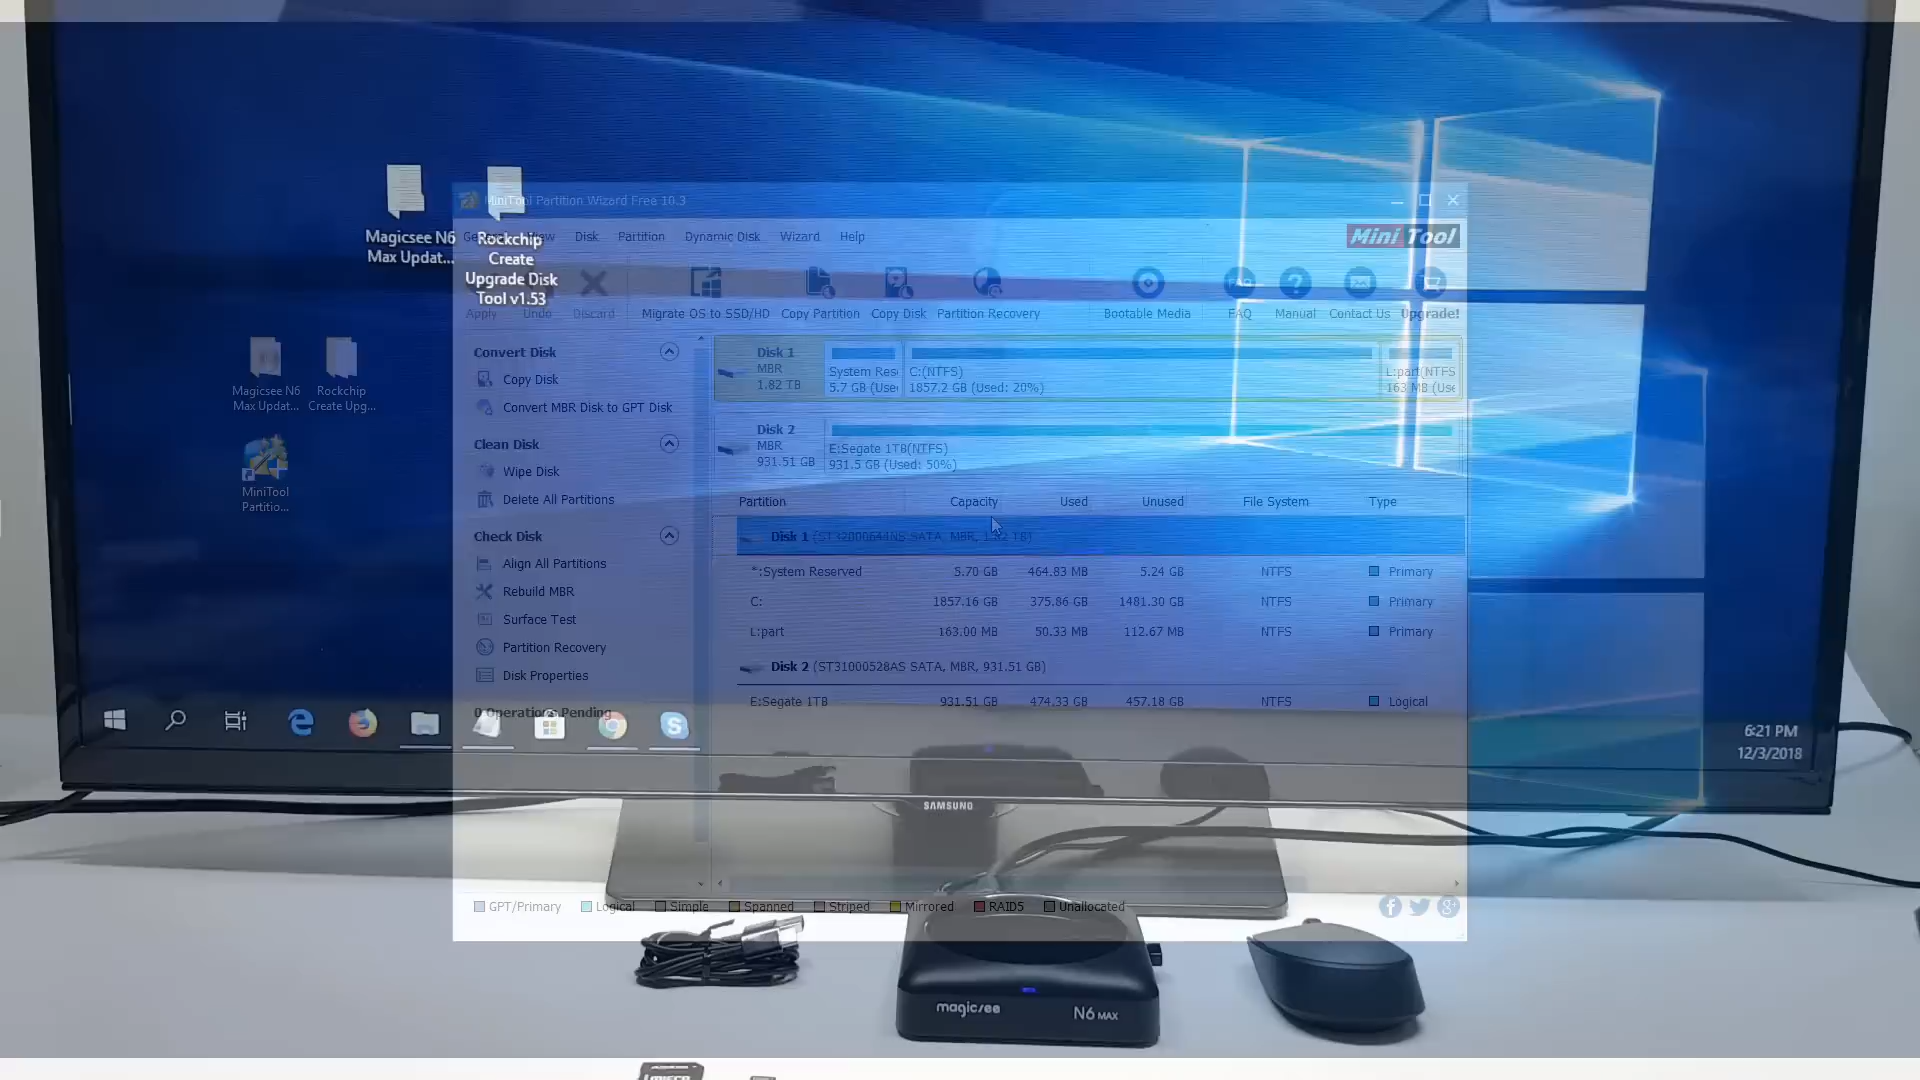 Magicsee N6
Max Updat...
Rockchip
Create
Upgrade Disk
Tool v1.53
Magicsee N6
Max Updat...
Rockchip
Create Upg...
MiniTool
Partitio...
MiniTool Partition Wizard Free 10.3
View Disk Partition Dynamic Disk Wizard Help
Mini Tool
Apply Undo Discard Migrate OS to SSD/HD Copy Partition Copy Disk Partition Recovery Bootable Media FAQ Manual Contact Us Upgrade!
Convert Disk
Copy Disk
Convert MBR Disk to GPT Disk
Clean Disk
Wipe Disk
Delete All Partitions
Check Disk
Align All Partitions
Rebuild MBR
Surface Test
Partition Recovery
Disk Properties
0 Operations Pending
Disk 1
MBR
1.82 TB
System Res
5.7 GB (Used
C:(NTFS)
1857.2 GB (Used: 20%)
L:part(NTFS
163 MB (Use
Disk 2
MBR
931.51 GB
E:Segate 1TB(NTFS)
931.5 GB (Used: 50%)
Partition Capacity Used Unused File System Type
Disk 1 (ST32000644NS SATA, MBR, 1.82 TB)
*:System Reserved 5.70 GB 464.83 MB 5.24 GB NTFS Primary
C: 1857.16 GB 375.86 GB 1481.30 GB NTFS Primary
L:part 163.00 MB 50.33 MB 112.67 MB NTFS Primary
Disk 2 (ST31000528AS SATA, MBR, 931.51 GB)
E:Segate 1TB 931.51 GB 474.33 GB 457.18 GB NTFS Logical
GPT/Primary Logical Simple Spanned Striped Mirrored RAID5 Unallocated
6:21 PM
12/3/2018
SAMSUNG
magicsee N6 MAX